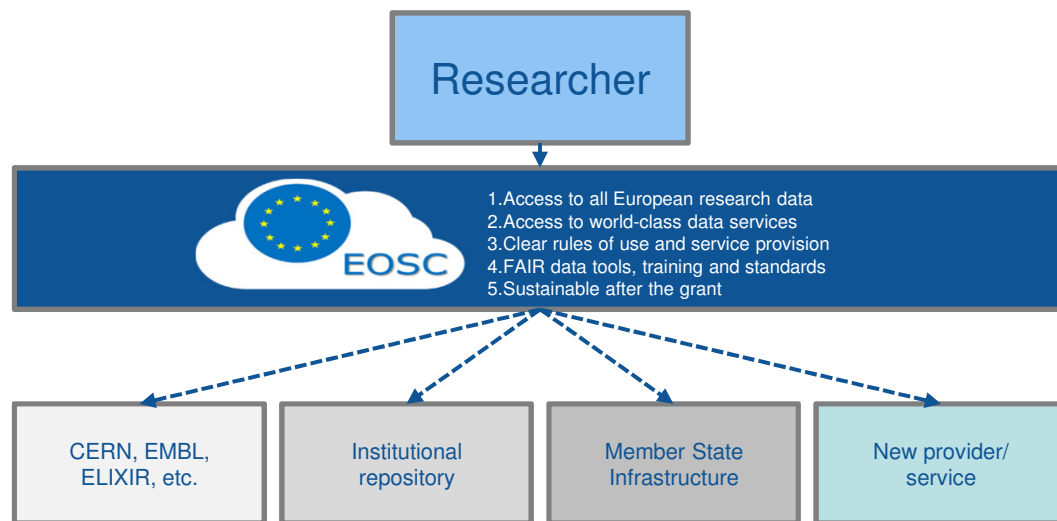 Researcher
EOSC
1.Access to all European research data
2.Access to world-class data services
3.Clear rules of use and service provision
4.FAIR data tools, training and standards
5.Sustainable after the grant
CERN, EMBL,
ELIXIR, etc.
Institutional
repository
Member State
Infrastructure
New provider/
service